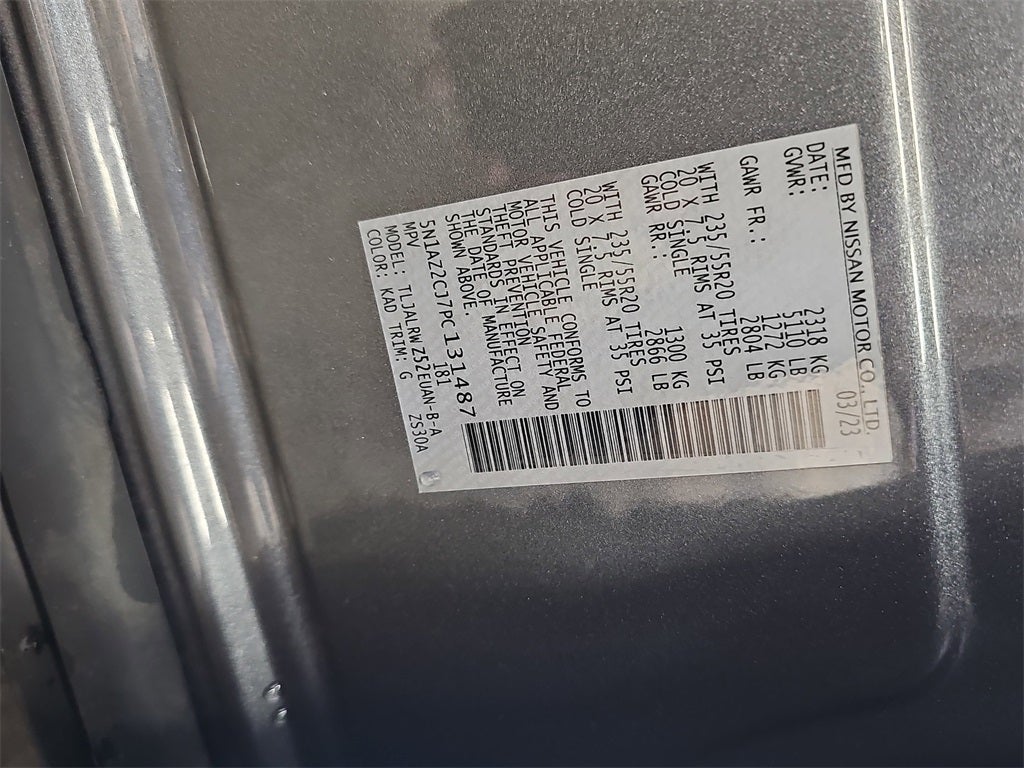 MFD BY NISSAN MOTOR CO., LTD.
DATE: 03/23
GVWR: 2318 KG
5110 LB
GAWR FR.: 1272 KG
2804 LB
WITH 235/55R20 TIRES
20 X 7.5 RIMS AT 35 PSI
COLD SINGLE
GAWR RR.: 1300 KG
2866 LB
WITH 235/55R20 TIRES
20 X 7.5 RIMS AT 35 PSI
COLD SINGLE
THIS VEHICLE CONFORMS TO
ALL APPLICABLE FEDERAL
MOTOR VEHICLE SAFETY AND
THEFT PREVENTION
STANDARDS IN EFFECT ON
THE DATE OF MANUFACTURE
SHOWN ABOVE.
5N1AZ2CJ7PC131487
MPV 181
MODEL: TLJALRWZ52EUAN-B-A
COLOR: KAD TRIM: G ZS30A